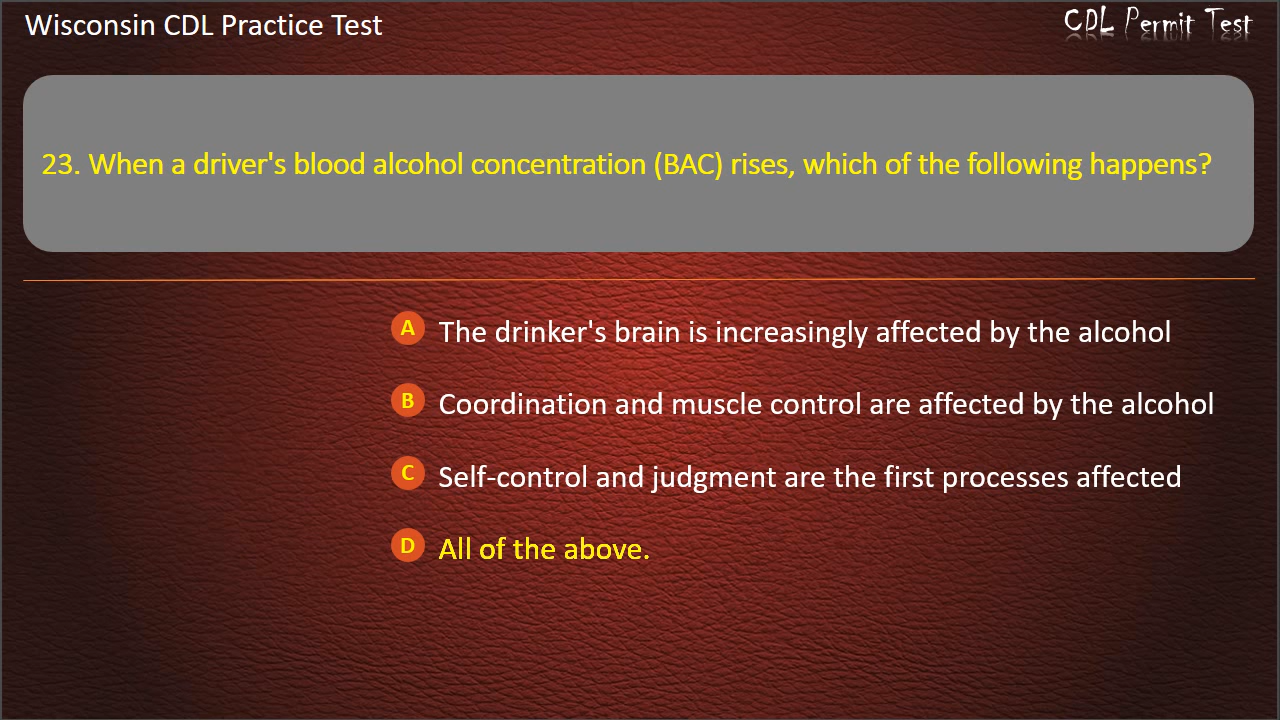 Wisconsin CDL Practice Test
CDL Permit Test
23. When a driver's blood alcohol concentration (BAC) rises, which of the following happens?
A The drinker's brain is increasingly affected by the alcohol
B Coordination and muscle control are affected by the alcohol
C Self-control and judgment are the first processes affected
D All of the above.